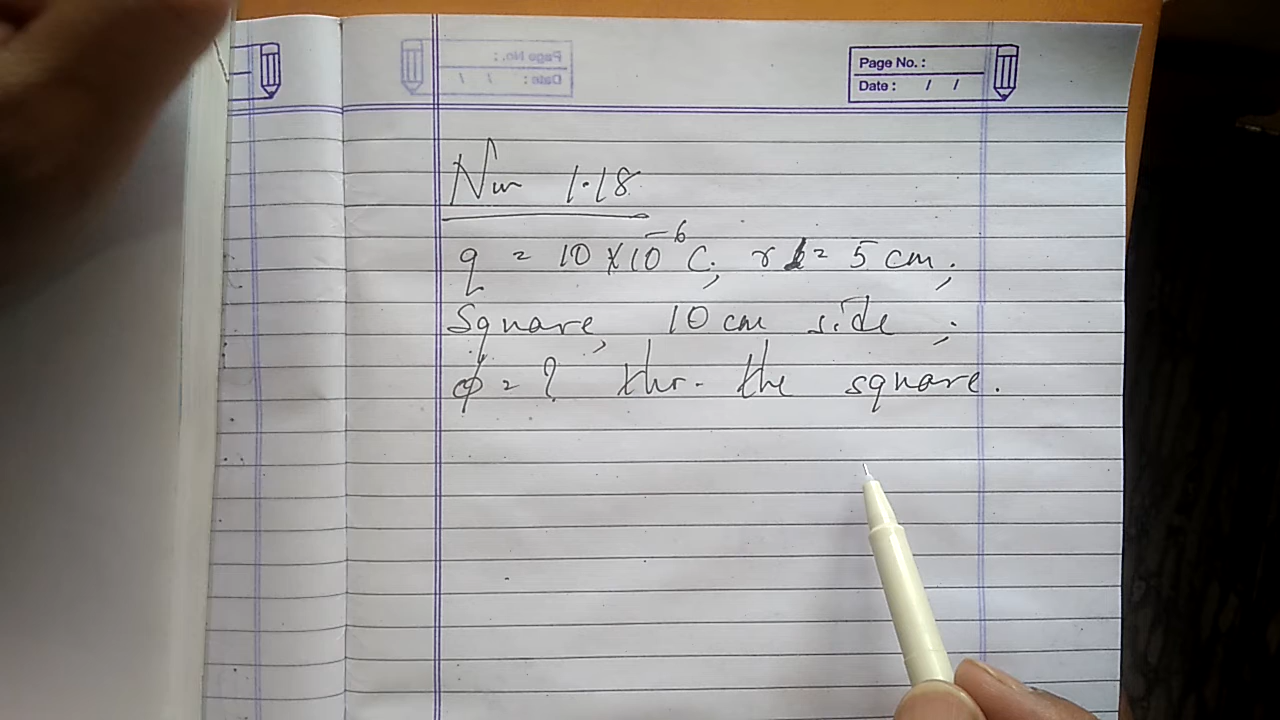 Page No. :
Date : / /
Num 1.18
q = 10 × 10⁻⁶ C; r = 5 cm;
Square, 10 cm side ;
φ = ? thr. the square.